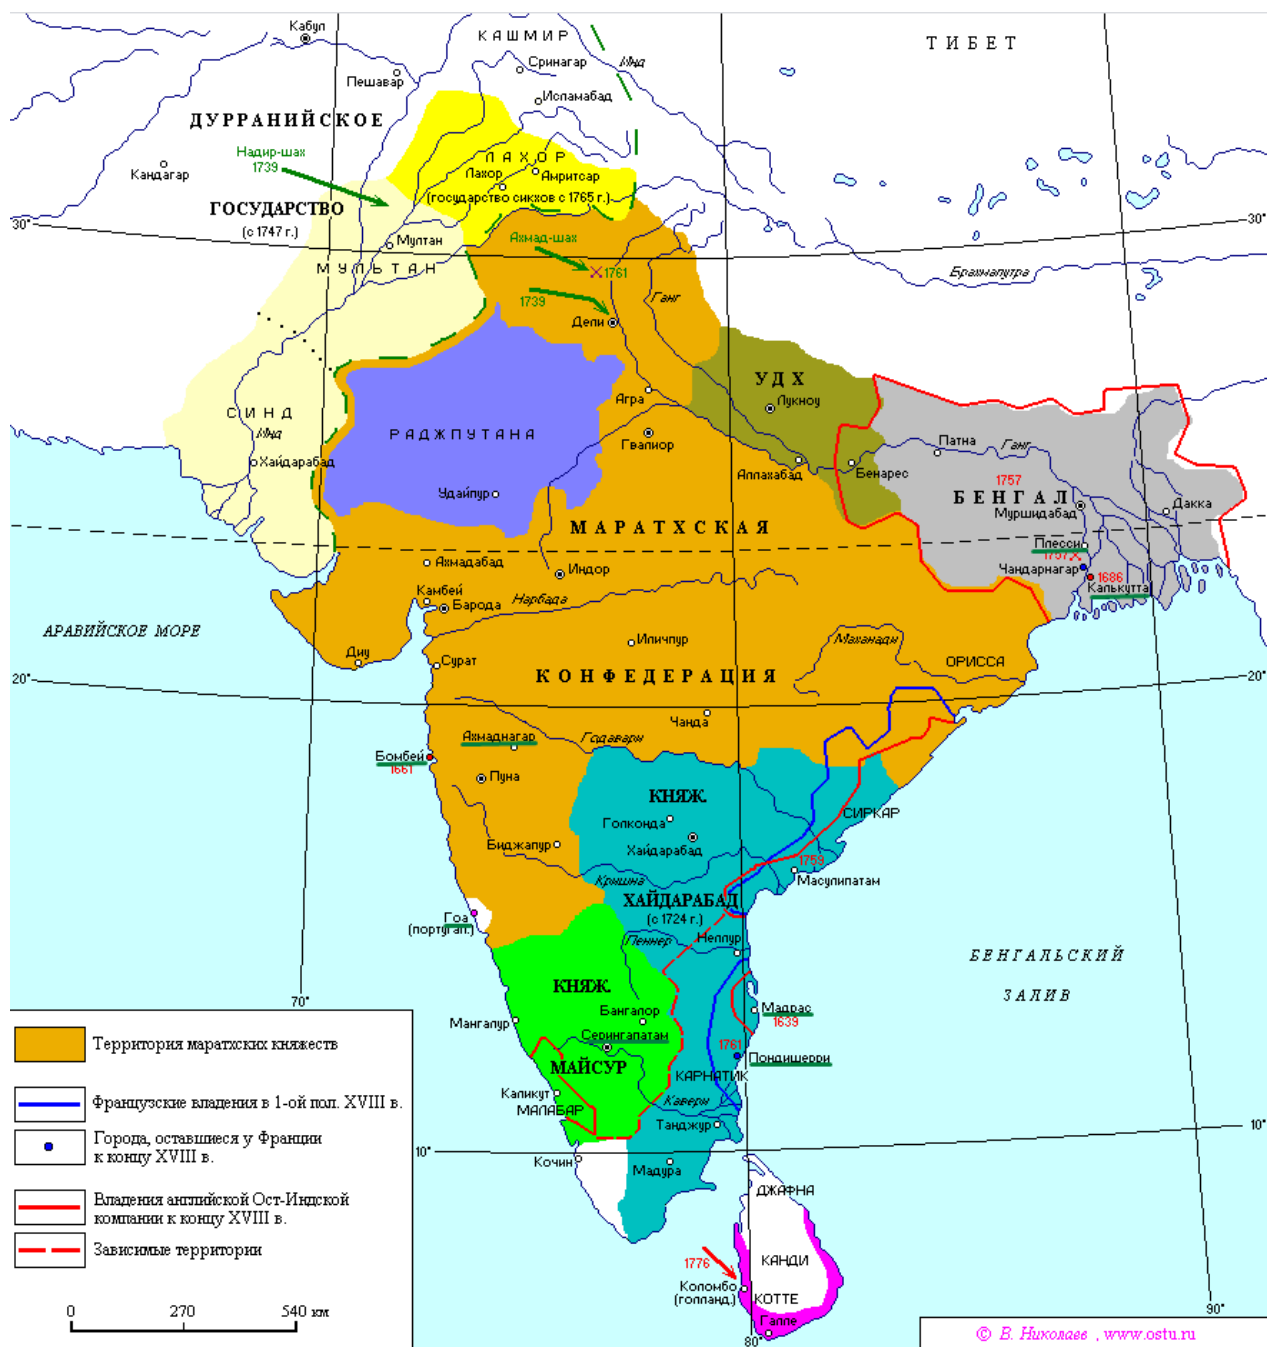 Кабул
КАШМИР
ТИБЕТ
Пешавар
Сринагар
Инд
Исламабад
ДУРРАНИЙСКОЕ
Надир-шах
1739
ЛАХОР
Кандагар
Лахор
Амритсар
(государство сикхов с 1765 г.)
ГОСУДАРСТВО
(с 1747 г.)
30°
30°
Мултан
Ахмад-шах
МУЛЬТАН
1761
Брахмапутра
1739
Ганг
Дели
УДХ
Агра
Лукноу
СИНД
Инд
РАДЖПУТАНА
Гвалиор
Патна
Ганг
Хайдарабад
Аллахабад
Бенарес
1757
Удайпур
БЕНГАЛ
Муршидабад
Дакка
МАРАТХСКАЯ
Плесси
1757
Ахмадабад
Индор
Чандарнагар
1686
Калькутта
Камбей
Барода
Нарбада
АРАВИЙСКОЕ МОРЕ
Диу
Сурат
Иличпур
Маханади
ОРИССА
20°
КОНФЕДЕРАЦИЯ
20°
Чанда
Ахмаднагар
Годавари
Бомбей
1661
Пуна
КНЯЖ.
СИРКАР
Голконда
Хайдарабад
Биджапур
1759
Кришна
Масулипатам
ХАЙДАРАБАД
(с 1724 г.)
Гоа
(португал.)
Пеннер
Неллур
БЕНГАЛЬСКИЙ
ЗАЛИВ
КНЯЖ.
70°
Бангалор
Мадрас
1639
Мангалур
Серингапатам
1761
Пондишерри
МАЙСУР
КАРНАТИК
Каликут
МАЛАБАР
Кавери
Танджур
10°
10°
Кочин
Мадура
ДЖАФНА
1776
КАНДИ
Коломбо
(голланд.)
КОТТЕ
Галле
80°
90°
Территория маратхских княжеств
Французские владения в 1-ой пол. XVIII в.
Города, оставшиеся у Франции
к концу XVIII в.
Владения английской Ост-Индской
компании к концу XVIII в.
Зависимые территории
0 270 540 км
© В. Николаев , www.ostu.ru